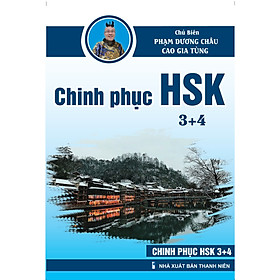 Chủ Biên
PHẠM DƯƠNG CHÂU
CAO GIA TÙNG
Chinh phục HSK
3+4
CHINH PHỤC HSK 3+4
NHÀ XUẤT BẢN THANH NIÊN